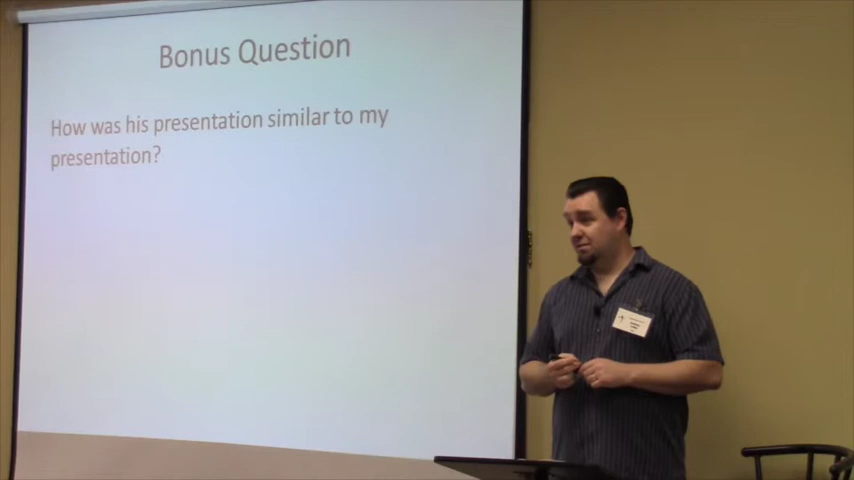 Bonus Question
How was his presentation similar to my
presentation?